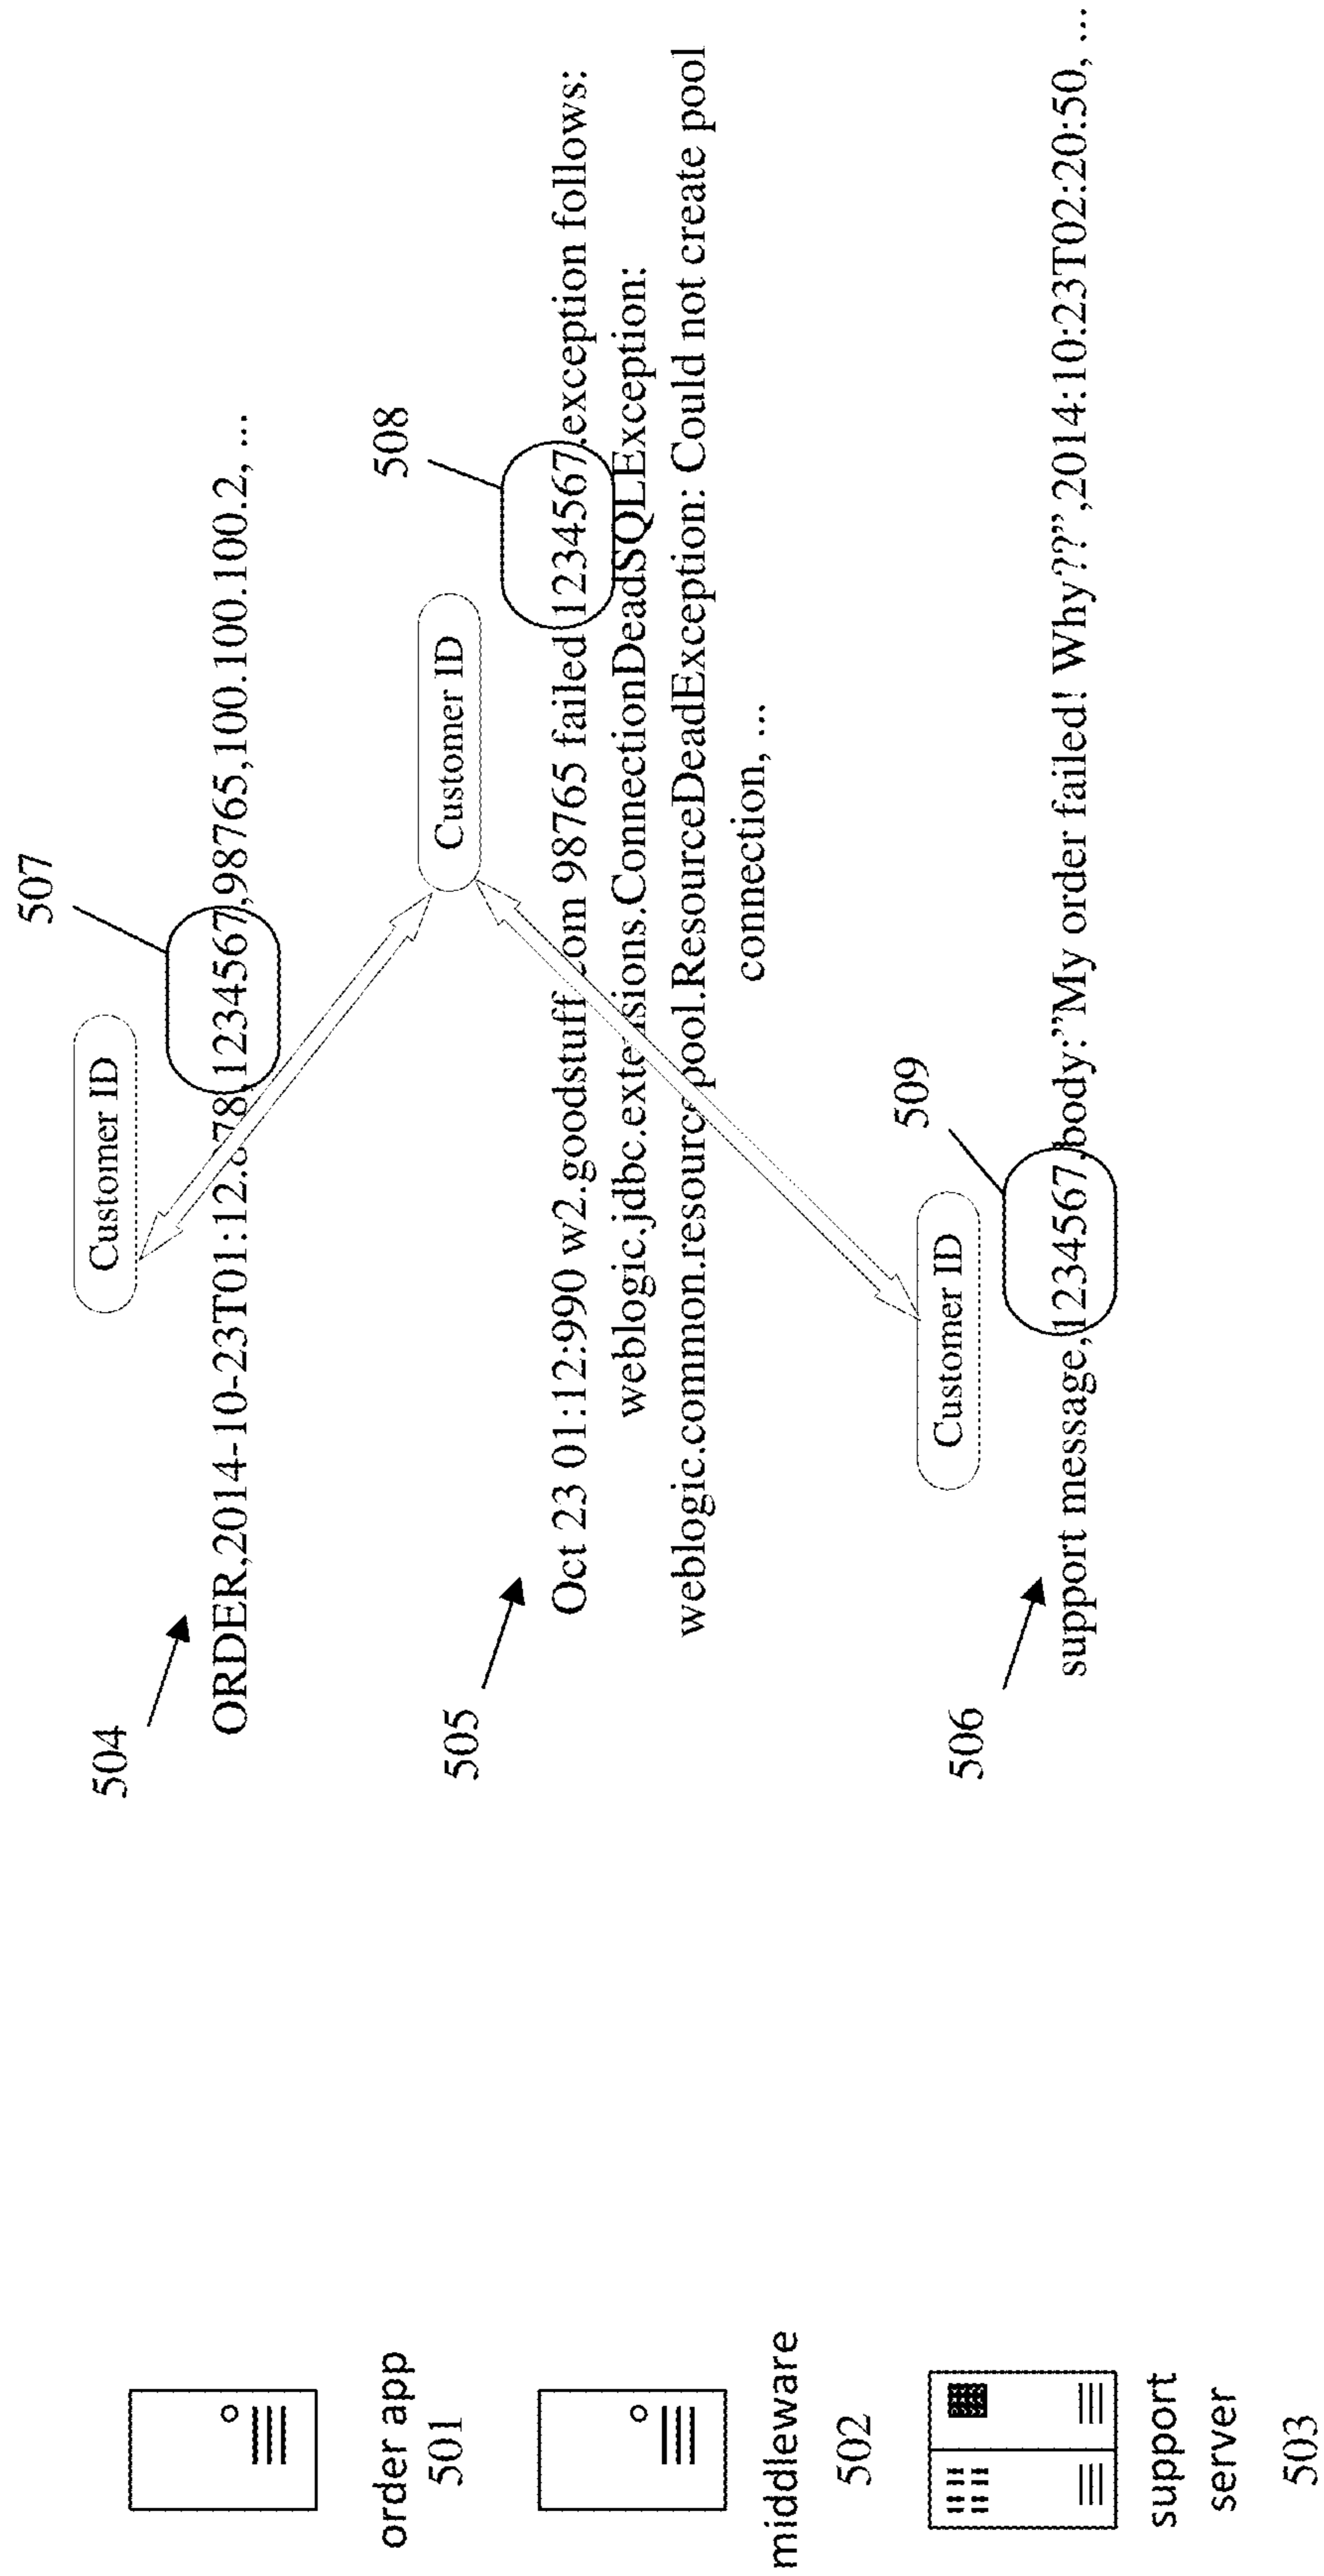 507
Customer ID
504
ORDER,2014-10-23T01:12.878,1234567,98765,100.100.100.2, ...
order app
501
508
Customer ID
505
Oct 23 01:12:990 w2.goodstuff.com 98765 failed 1234567.exception follows:
weblogic.jdbc.extensions.ConnectionDeadSQLException:
weblogic.common.resourcepool.ResourceDeadException: Could not create pool
connection, ...
middleware
502
509
Customer ID
506
support message,1234567,body:”My order failed! Why??”,2014:10:23T02:20:50, ...
support
server
503